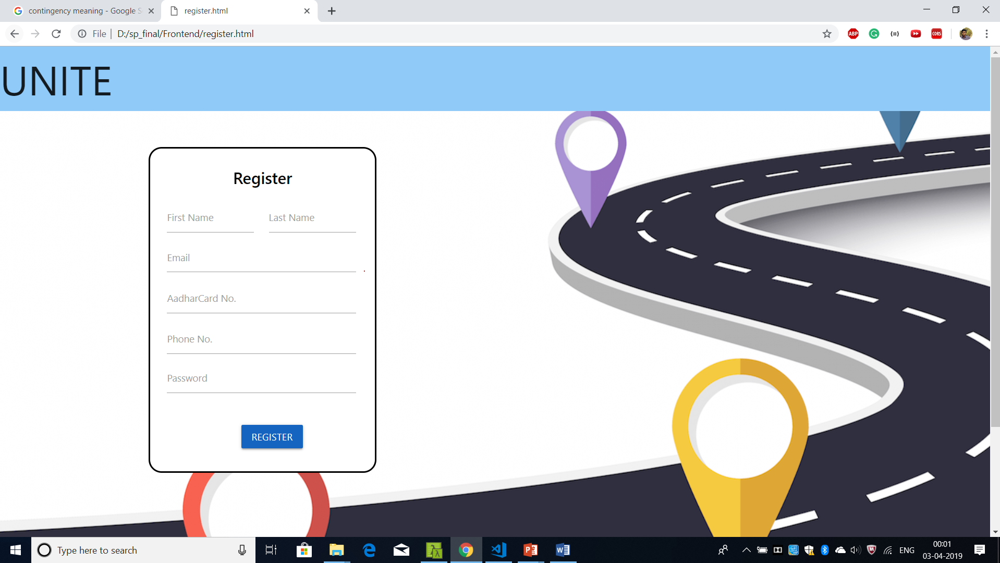 contingency meaning - Google S
register.html
File
D:/sp_final/Frontend/register.html
ABP
CORS
UNITE
Register
First Name
Last Name
Email
AadharCard No.
Phone No.
Password
REGISTER
Type here to search
ENG
00:01
03-04-2019